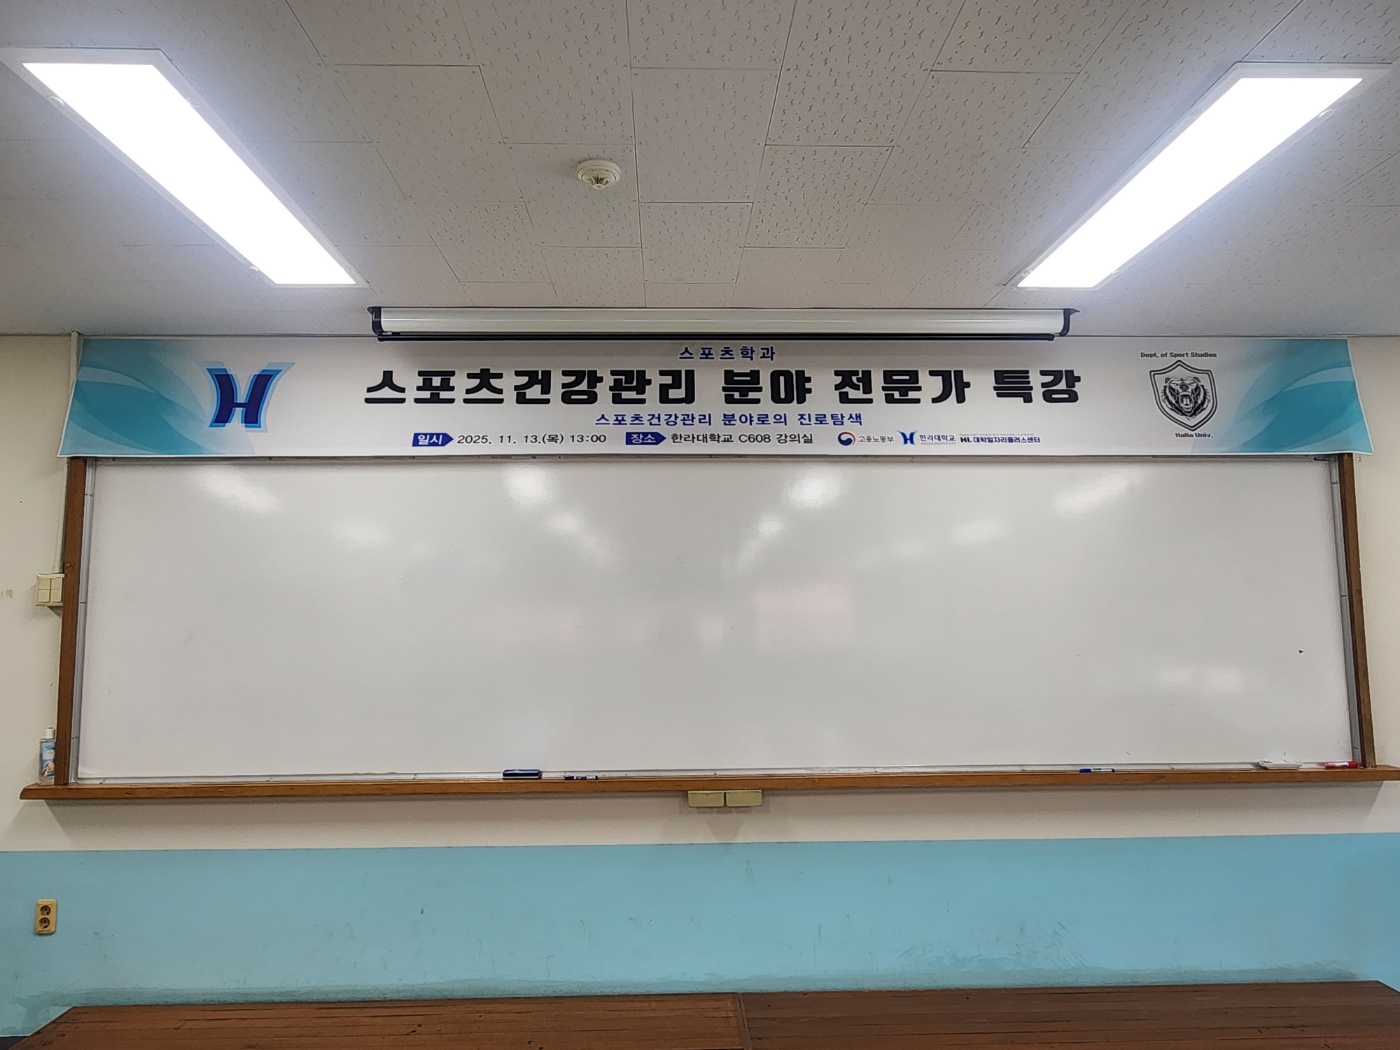 스포츠학과
스포츠건강관리 분야 전문가 특강
스포츠건강관리 분야로의 진로탐색
일시 2025. 11. 13.(목) 13:00 장소 한라대학교 C608 강의실 고용노동부 한라대학교 HL 대학일자리플러스센터
Dept. of Sport Studies
Halla Univ.